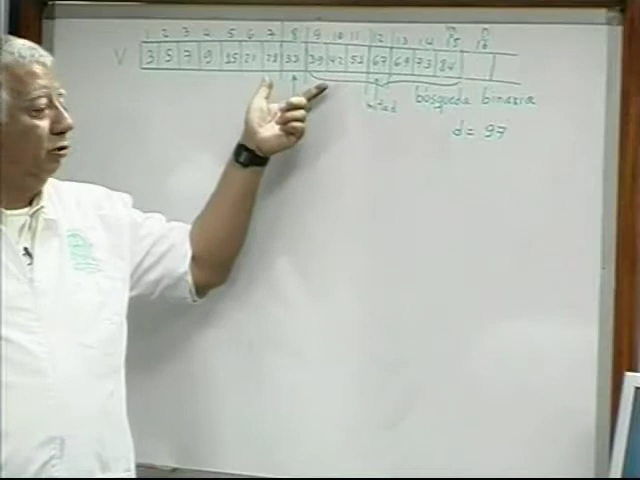 m n
1 2 3 4 5 6 7 8 9 10 11 12 13 14 15 16
V 3 5 7 9 15 21 28 33 39 42 51 67 69 73 84
mitad búsqueda binaria
d = 97